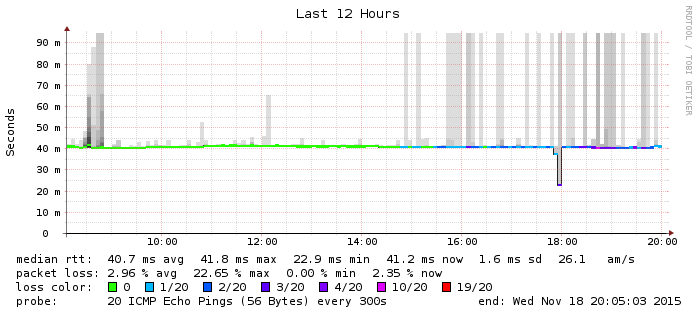 Last 12 Hours
RRDTOOL / TOBI OETIKER
Seconds
90 m
80 m
70 m
60 m
50 m
40 m
30 m
20 m
10 m
0 m
10:00 12:00 14:00 16:00 18:00 20:00
median rtt: 40.7 ms avg 41.8 ms max 22.9 ms min 41.2 ms now 1.6 ms sd 26.1 am/s
packet loss: 2.96 % avg 22.65 % max 0.00 % min 2.35 % now
loss color: 0 1/20 2/20 3/20 4/20 10/20 19/20
probe: 20 ICMP Echo Pings (56 Bytes) every 300s end: Wed Nov 18 20:05:03 2015